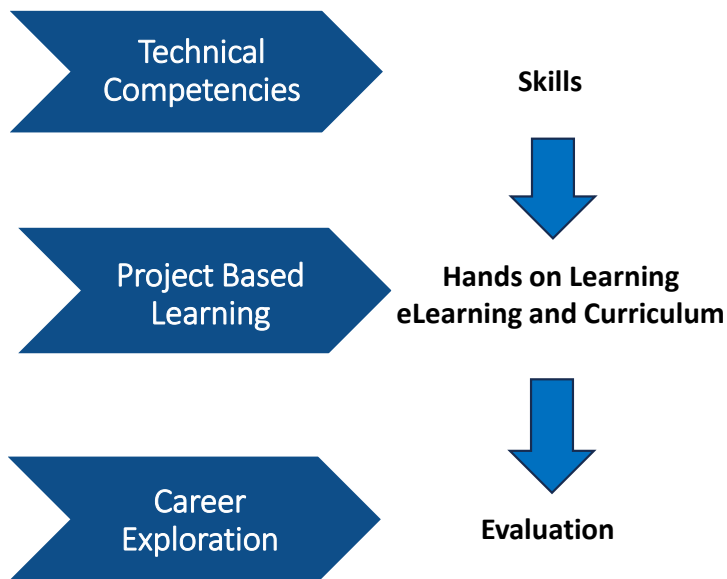 Technical
Competencies
Skills
Project Based
Learning
Hands on Learning
eLearning and Curriculum
Career
Exploration
Evaluation